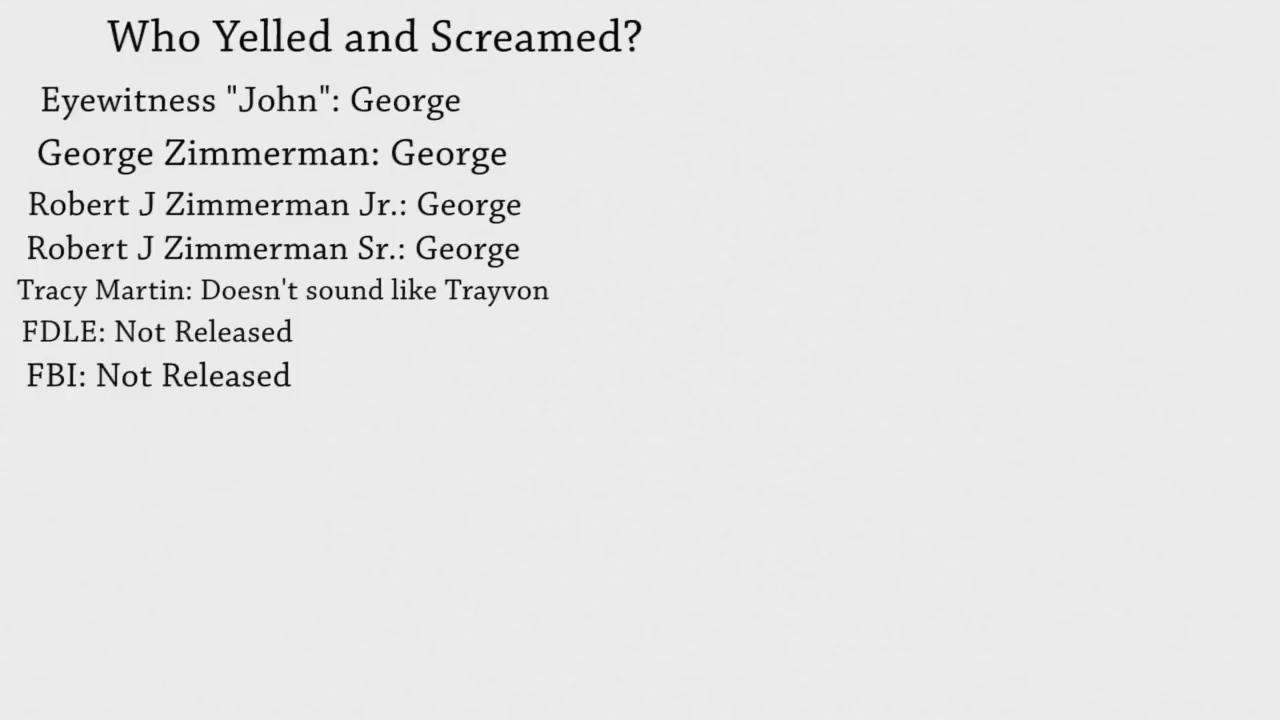 Who Yelled and Screamed?
Eyewitness "John": George
George Zimmerman: George
Robert J Zimmerman Jr.: George
Robert J Zimmerman Sr.: George
Tracy Martin: Doesn't sound like Trayvon
FDLE: Not Released
FBI: Not Released